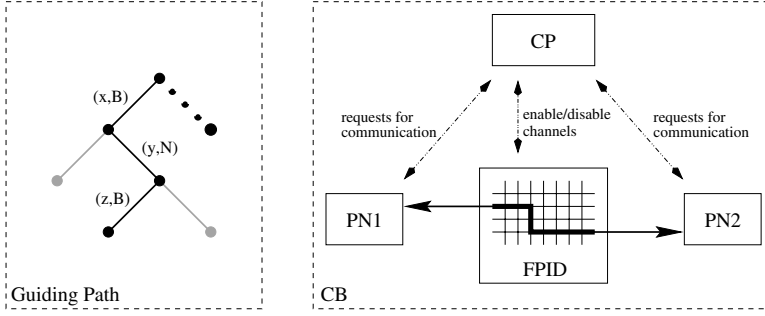 (x,B)
(y,N)
(z,B)
Guiding Path
CP
requests for
communication
enable/disable
channels
requests for
communication
PN1
PN2
FPID
CB